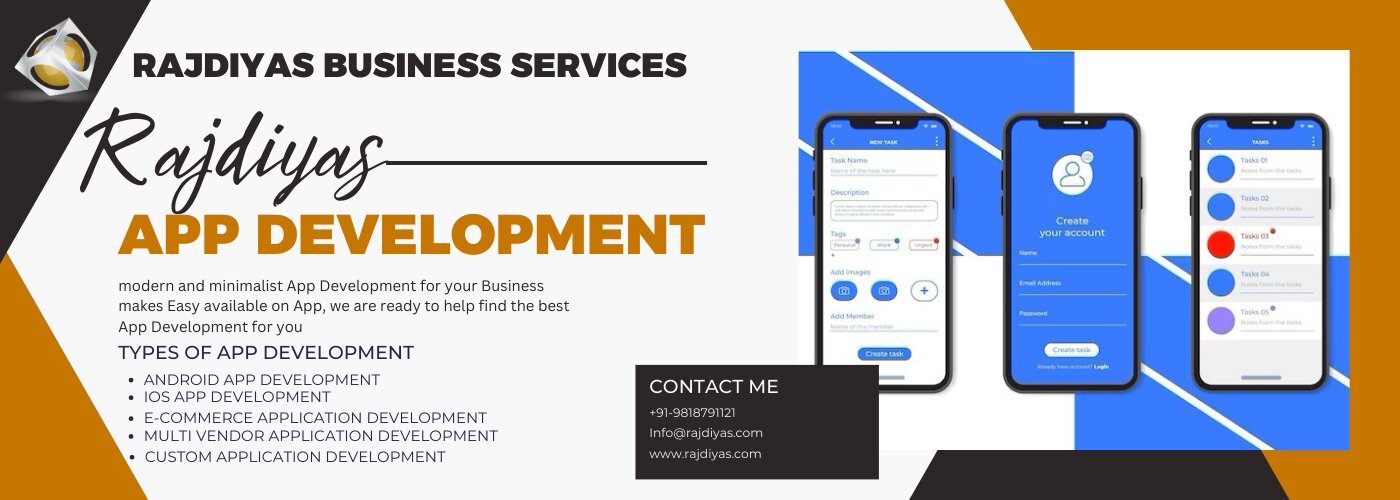 RAJDIYAS BUSINESS SERVICES
Rajdiyas
APP DEVELOPMENT
modern and minimalist App Development for your Business
makes Easy available on App, we are ready to help find the best
App Development for you
TYPES OF APP DEVELOPMENT
• ANDROID APP DEVELOPMENT
• IOS APP DEVELOPMENT
• E-COMMERCE APPLICATION DEVELOPMENT
• MULTI VENDOR APPLICATION DEVELOPMENT
• CUSTOM APPLICATION DEVELOPMENT
CONTACT ME
+91-9818791121
Info@rajdiyas.com
www.rajdiyas.com
NEW TASK
Task Name
Name of the task here
Description
Tags
Personal Work Urgent
Add images
Add Member
Name of the member
Create task
Create
your account
Name
Email Address
Password
Create task
Already have account? Login
TASKS
Tasks 01
Notes from the tasks
Tasks 02
Notes from the tasks
Tasks 03
Notes from the tasks
Tasks 04
Notes from the tasks
Tasks 05
Notes from the tasks